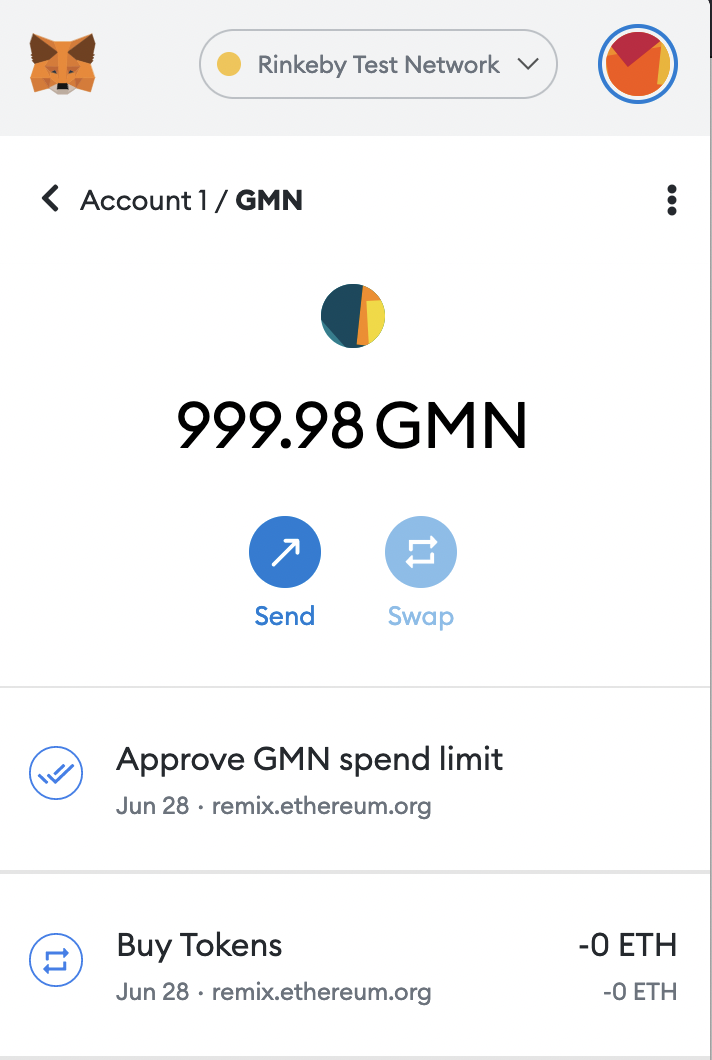 Rinkeby Test Network
Account 1 / GMN
999.98 GMN
Send
Swap
Approve GMN spend limit
Jun 28 · remix.ethereum.org
Buy Tokens
-0 ETH
Jun 28 · remix.ethereum.org
-0 ETH